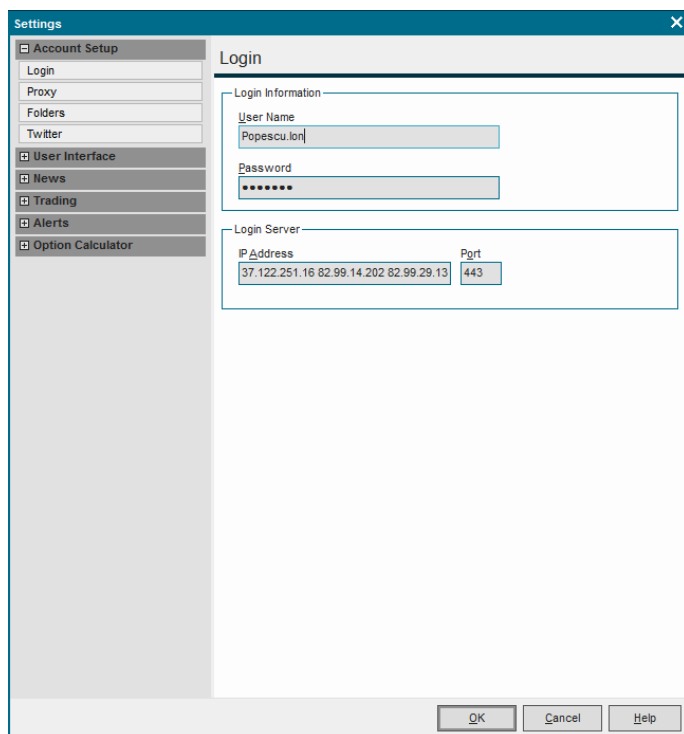 Settings
Account Setup
Login
Proxy
Folders
Twitter
User Interface
News
Trading
Alerts
Option Calculator
Login
Login Information
User Name
Popescu.Ion
Password
Login Server
IP Address
Port
37.122.251.16 82.99.14.202 82.99.29.13
443
OK
Cancel
Help